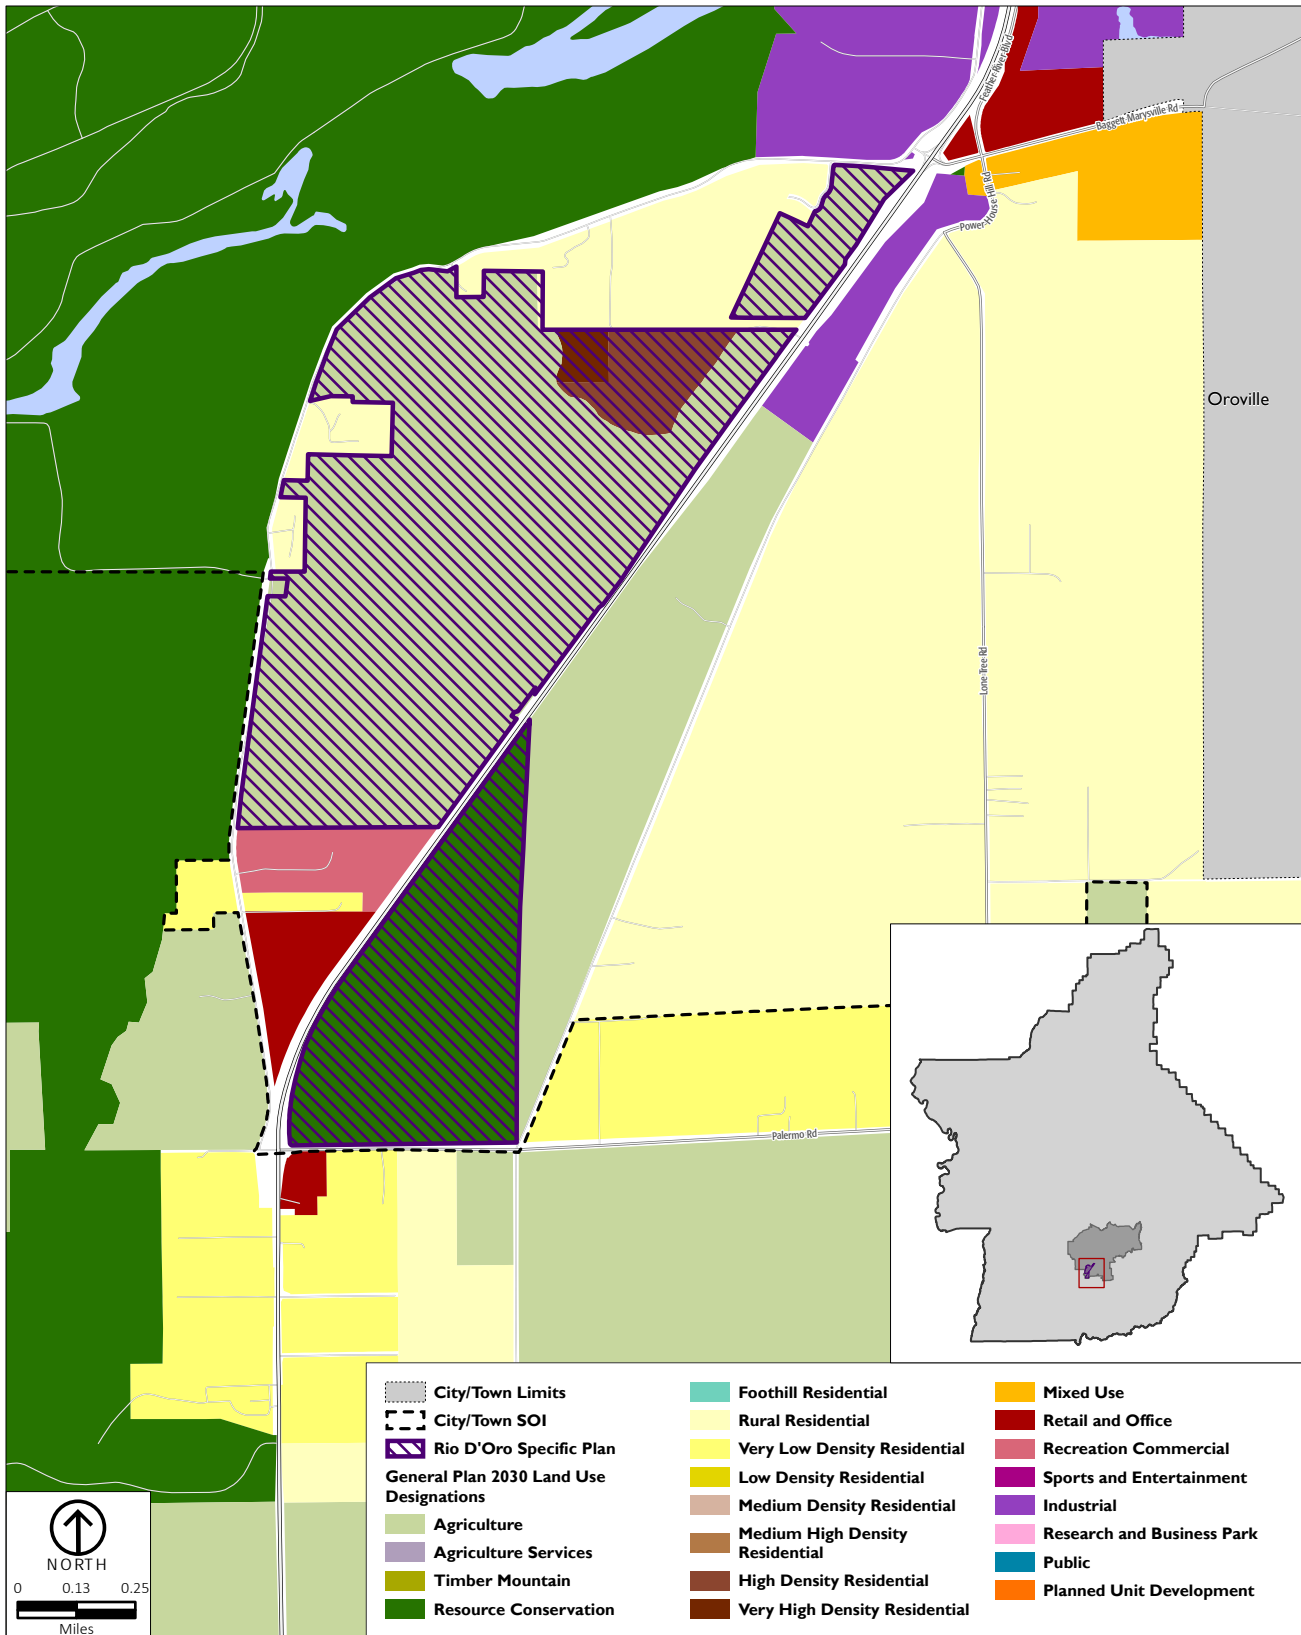 Feather River Blvd
Baggett Marysville Rd
Power House Hill Rd
Oroville
Lone Tree Rd
Palermo Rd
City/Town Limits
City/Town SOI
Rio D'Oro Specific Plan
General Plan 2030 Land Use
Designations
Agriculture
Agriculture Services
Timber Mountain
Resource Conservation
Foothill Residential
Rural Residential
Very Low Density Residential
Low Density Residential
Medium Density Residential
Medium High Density
Residential
High Density Residential
Very High Density Residential
Mixed Use
Retail and Office
Recreation Commercial
Sports and Entertainment
Industrial
Research and Business Park
Public
Planned Unit Development
NORTH
0 0.13 0.25
Miles